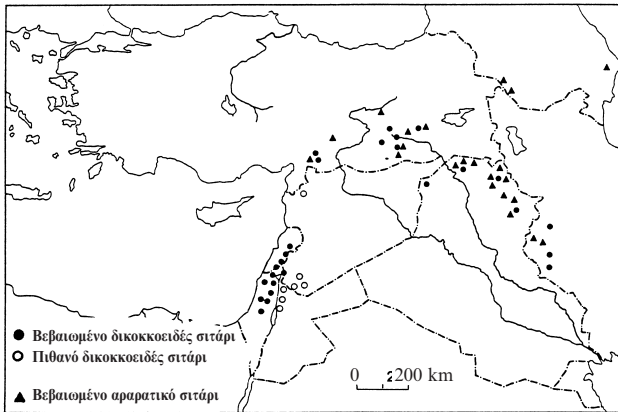 Βεβαιωμένο δικοκκοειδές σιτάρι
Πιθανό δικοκκοειδές σιτάρι
Βεβαιωμένο αραρατικό σιτάρι
0 200 km